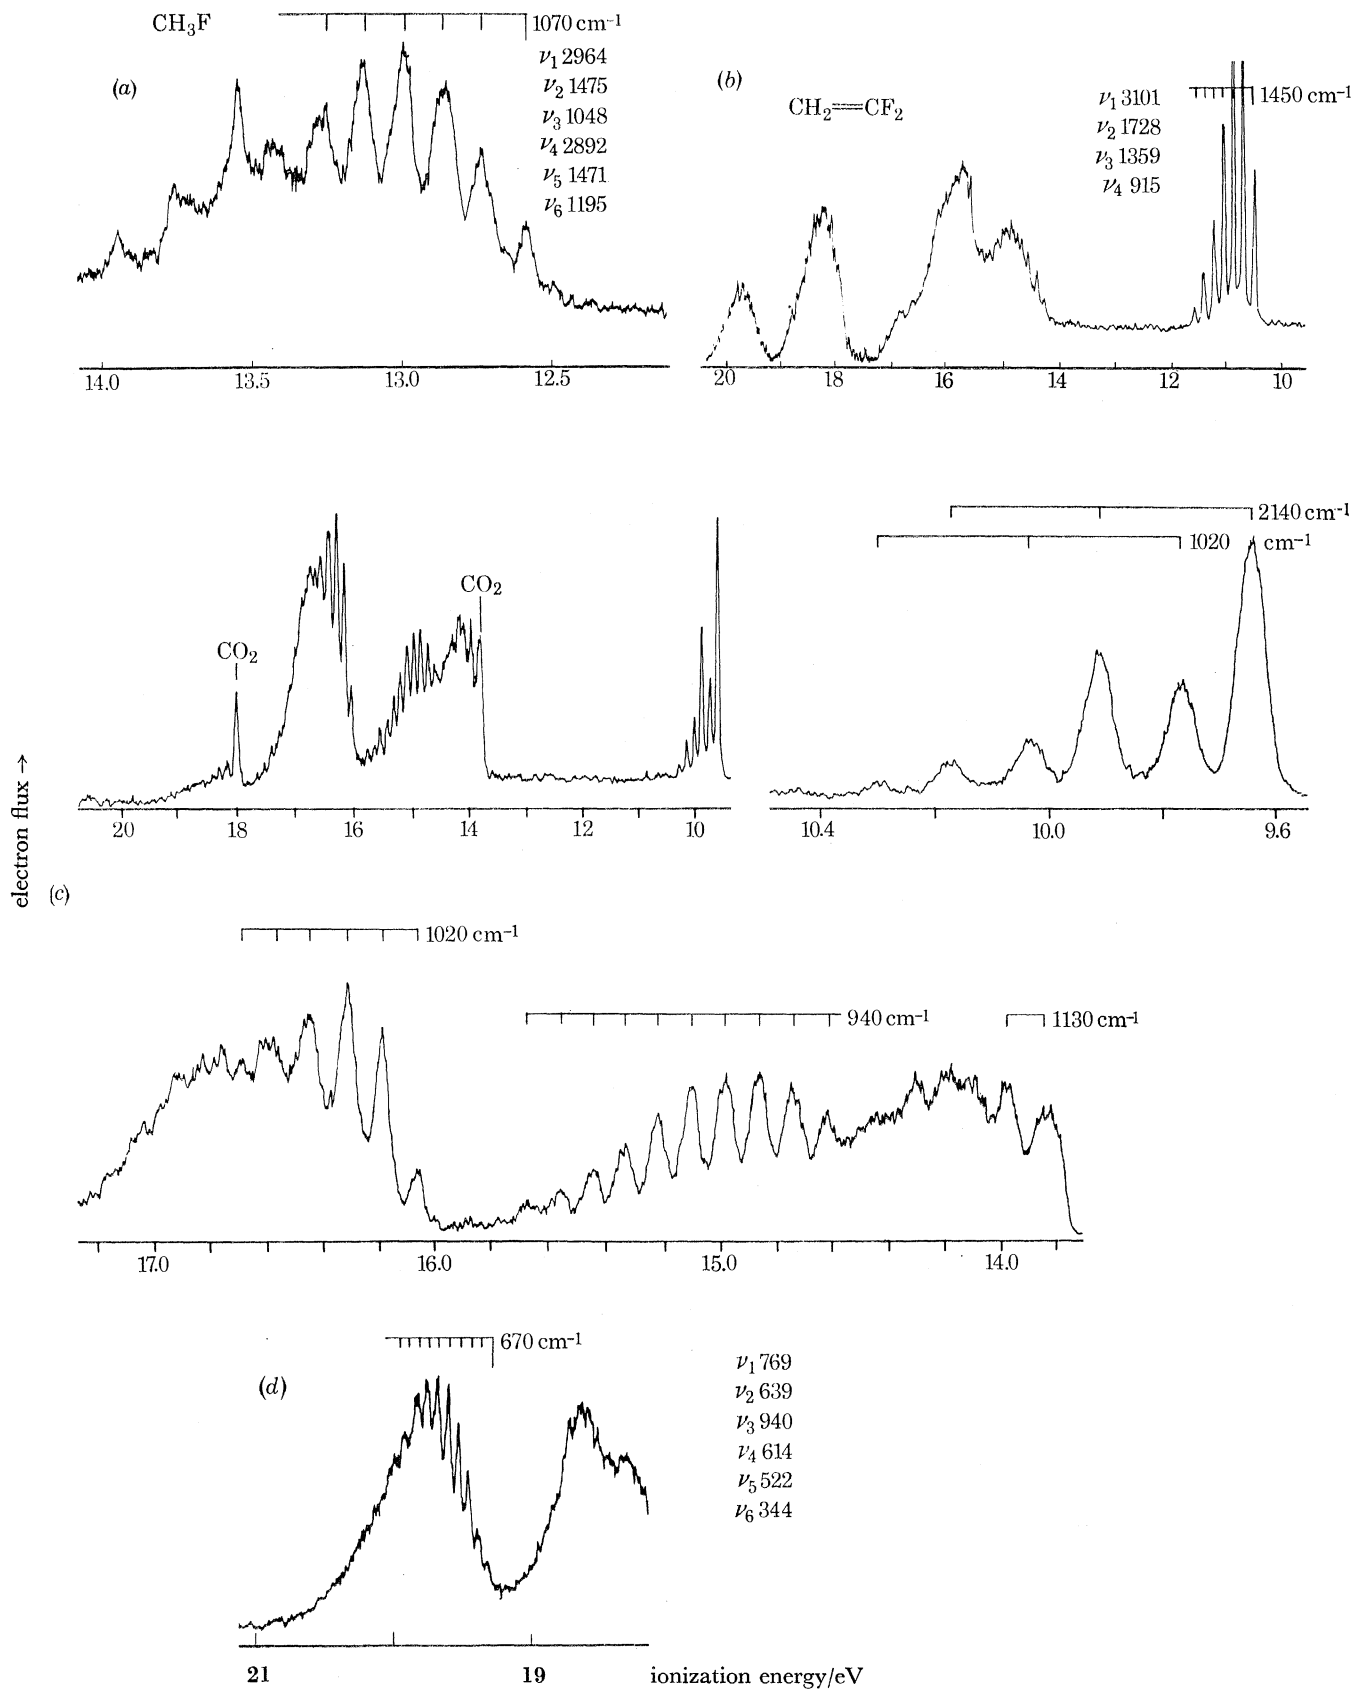 CH₃F
(a)
1070 cm⁻¹
ν₁ 2964
ν₂ 1475
ν₃ 1048
ν₄ 2892
ν₅ 1471
ν₆ 1195
14.0 13.5 13.0 12.5
(b)
CH₂═CF₂
ν₁ 3101
ν₂ 1728
ν₃ 1359
ν₄ 915
1450 cm⁻¹
20 18 16 14 12 10
CO₂
CO₂
20 18 16 14 12 10
2140 cm⁻¹
1020 cm⁻¹
10.4 10.0 9.6
electron flux →
(c)
1020 cm⁻¹
940 cm⁻¹
1130 cm⁻¹
17.0 16.0 15.0 14.0
(d)
670 cm⁻¹
ν₁ 769
ν₂ 639
ν₃ 940
ν₄ 614
ν₅ 522
ν₆ 344
21 19
ionization energy/eV